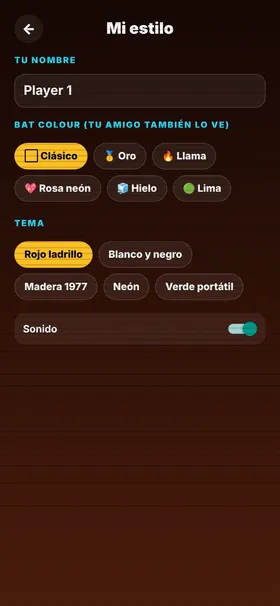 Mi estilo
TU NOMBRE
Player 1
BAT COLOUR (TU AMIGO TAMBIÉN LO VE)
Clásico
Oro
Llama
Rosa neón
Hielo
Lima
TEMA
Rojo ladrillo
Blanco y negro
Madera 1977
Neón
Verde portátil
Sonido